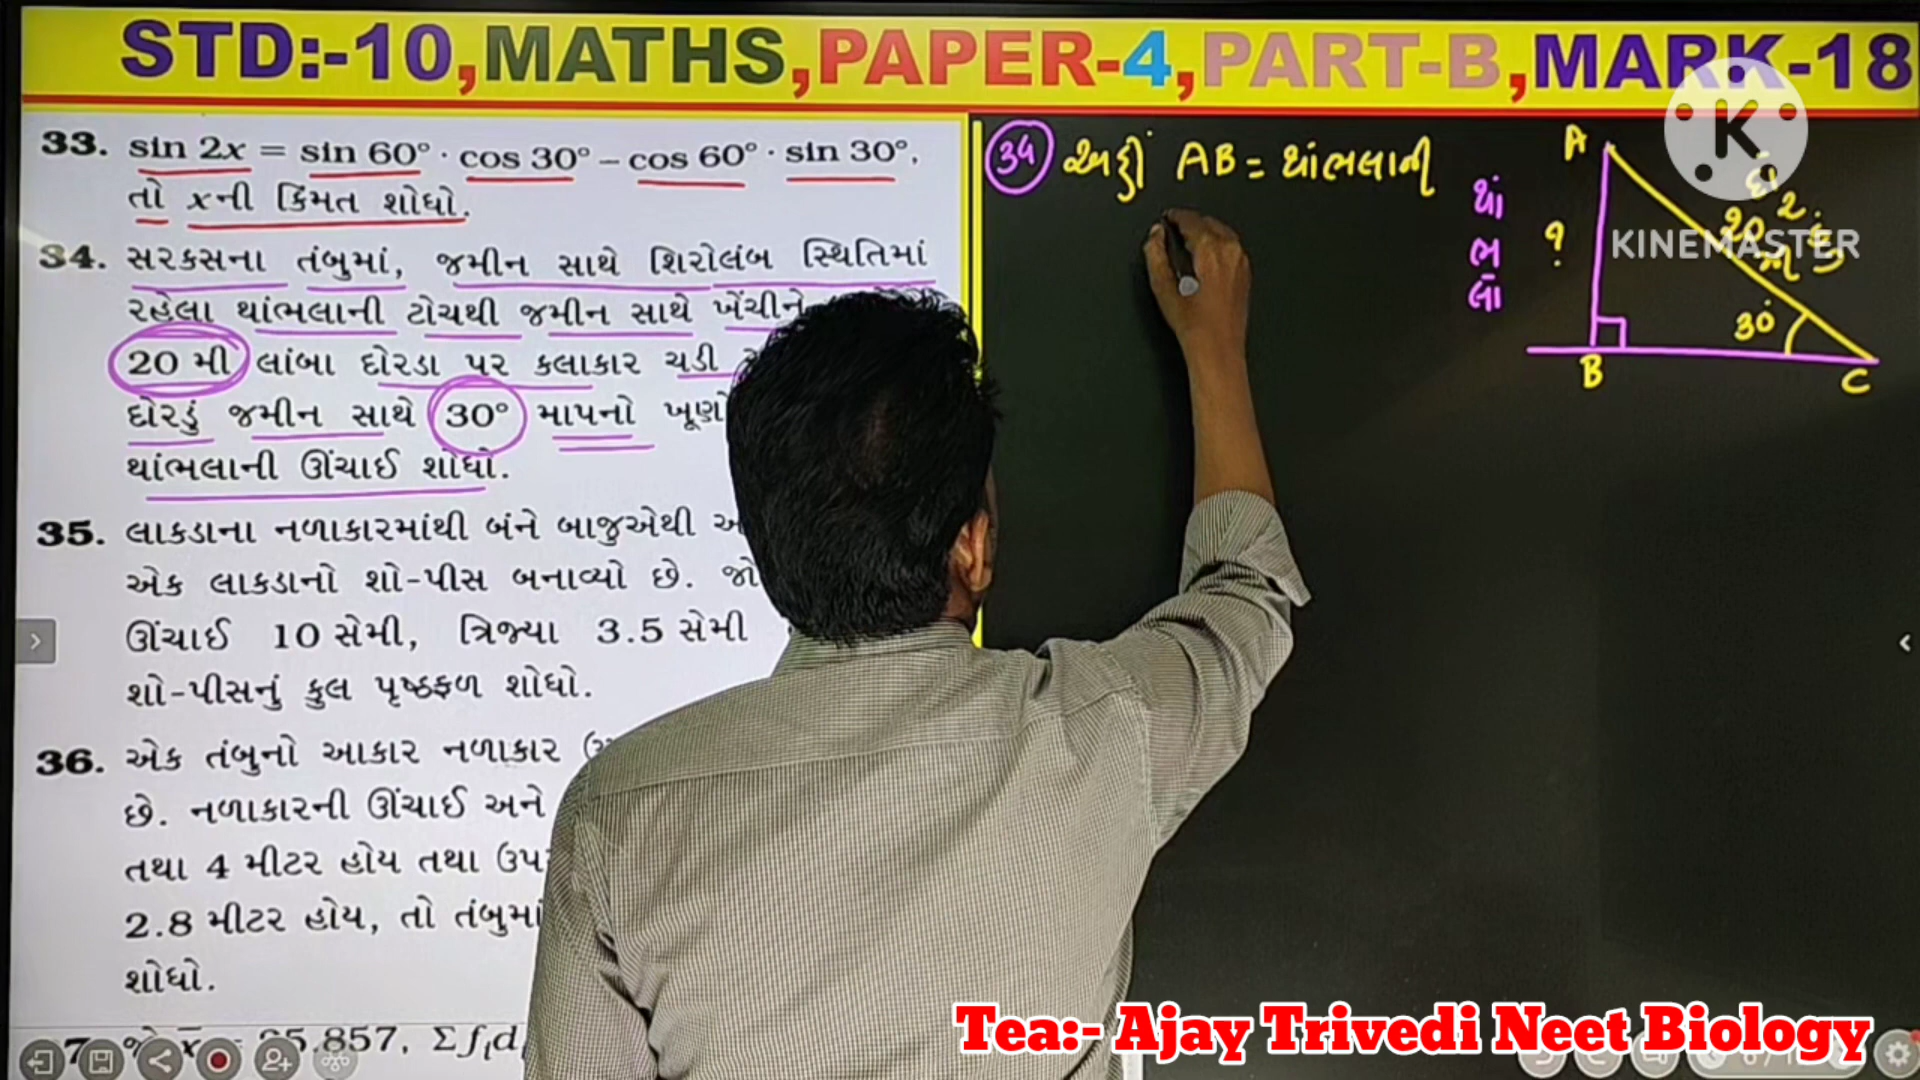 STD:-10,MATHS,PAPER-4,PART-B,MARK-18
33. sin 2x = sin 60° · cos 30° – cos 60° · sin 30°,
તો xની કિંમત શોધો.
34. સરકસના તંબુમાં, જમીન સાથે શિરોલંબ સ્થિતિમાં
રહેલા થાંભલાની ટોચથી જમીન સાથે ખેંચીને
20 મી લાંબા દોરડા પર કલાકાર ચડી
દોરડું જમીન સાથે 30° માપનો
થાંભલાની ઊંચાઈ શોધો.
35. લાકડાના નળાકારમાંથી બંને બાજુએથી
એક લાકડાનો શો-પીસ બનાવ્યો છે. જો
ઊંચાઈ 10 સેમી, ત્રિજ્યા 3.5 સેમી
શો-પીસનું કુલ પૃષ્ઠફળ શોધો.
36. એક તંબુનો આકાર નળાકાર
છે. નળાકારની ઊંચાઈ અને
તથા 4 મીટર હોય તથા
2.8 મીટર હોય, તો
શોધો.
34 અહીં AB = થાંભલાની
થાંભલો
?
A
20 મી
30°
B
C
K
KINEMASTER
Tea:- Ajay Trivedi Neet Biology